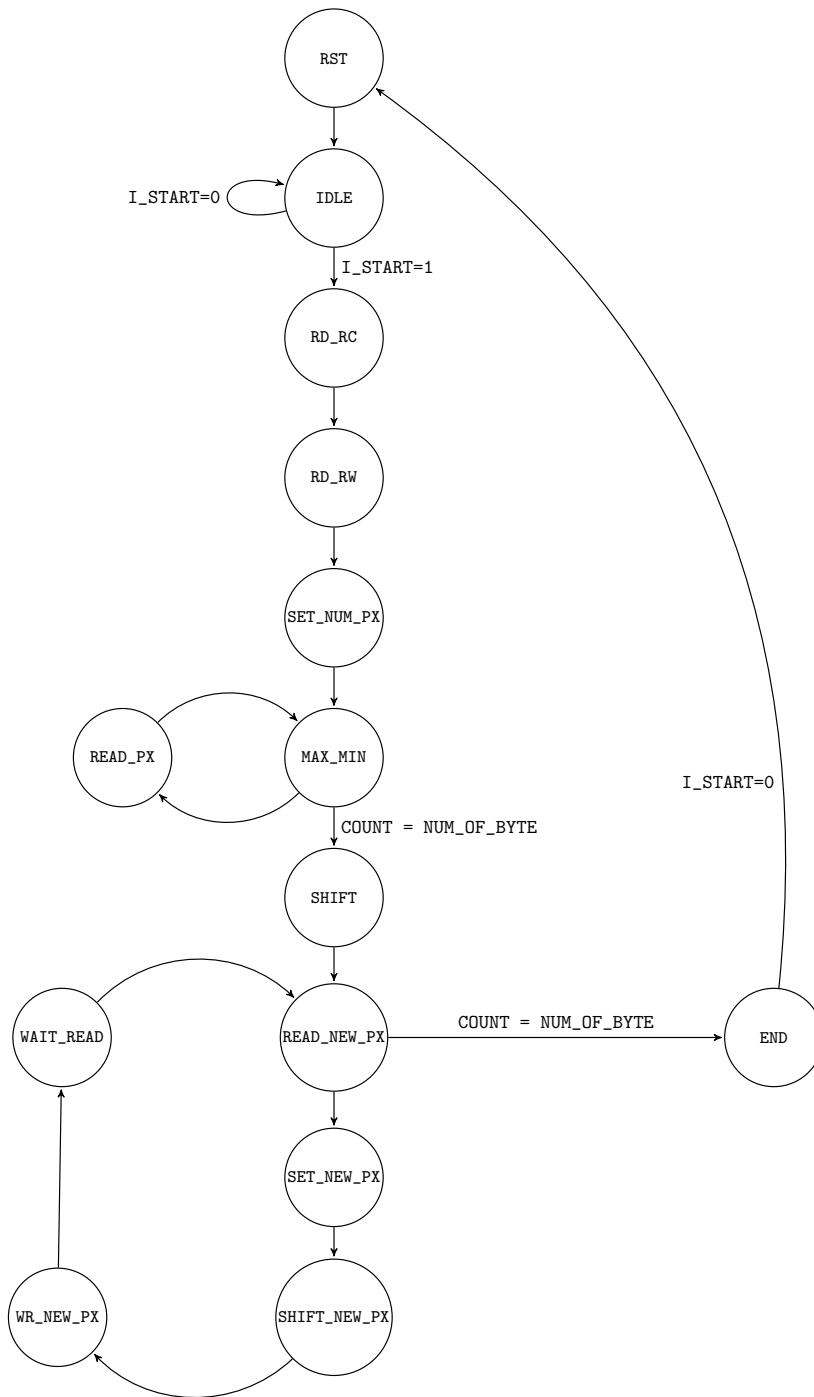 RST
I_START=0
IDLE
I_START=1
RD_RC
RD_RW
SET_NUM_PX
READ_PX
MAX_MIN
I_START=0
COUNT = NUM_OF_BYTE
SHIFT
WAIT_READ
READ_NEW_PX
COUNT = NUM_OF_BYTE
END
SET_NEW_PX
WR_NEW_PX
SHIFT_NEW_PX